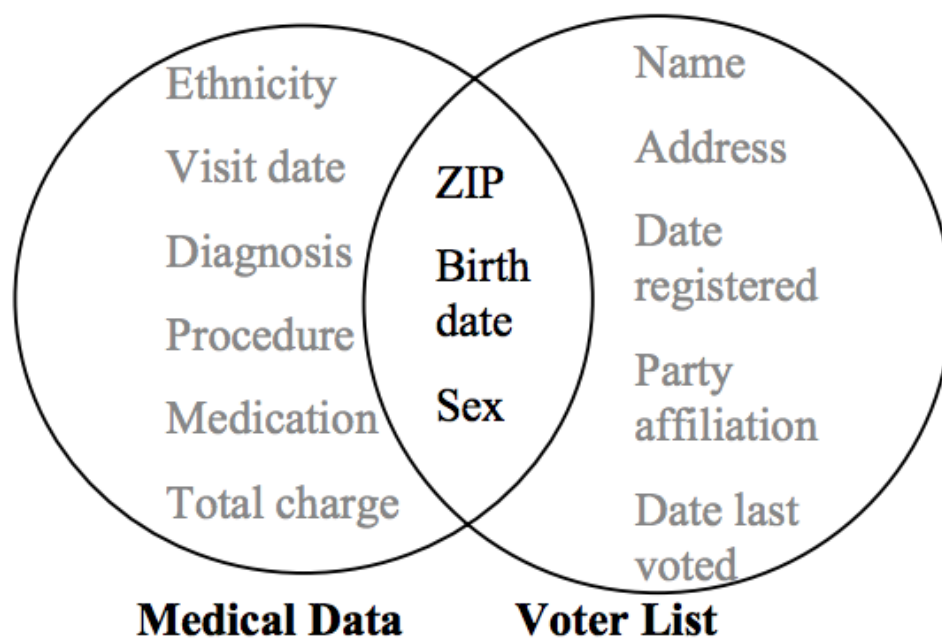 Ethnicity
Visit date
Diagnosis
Procedure
Medication
Total charge
ZIP
Birth
date
Sex
Name
Address
Date
registered
Party
affiliation
Date last
voted
Medical Data
Voter List